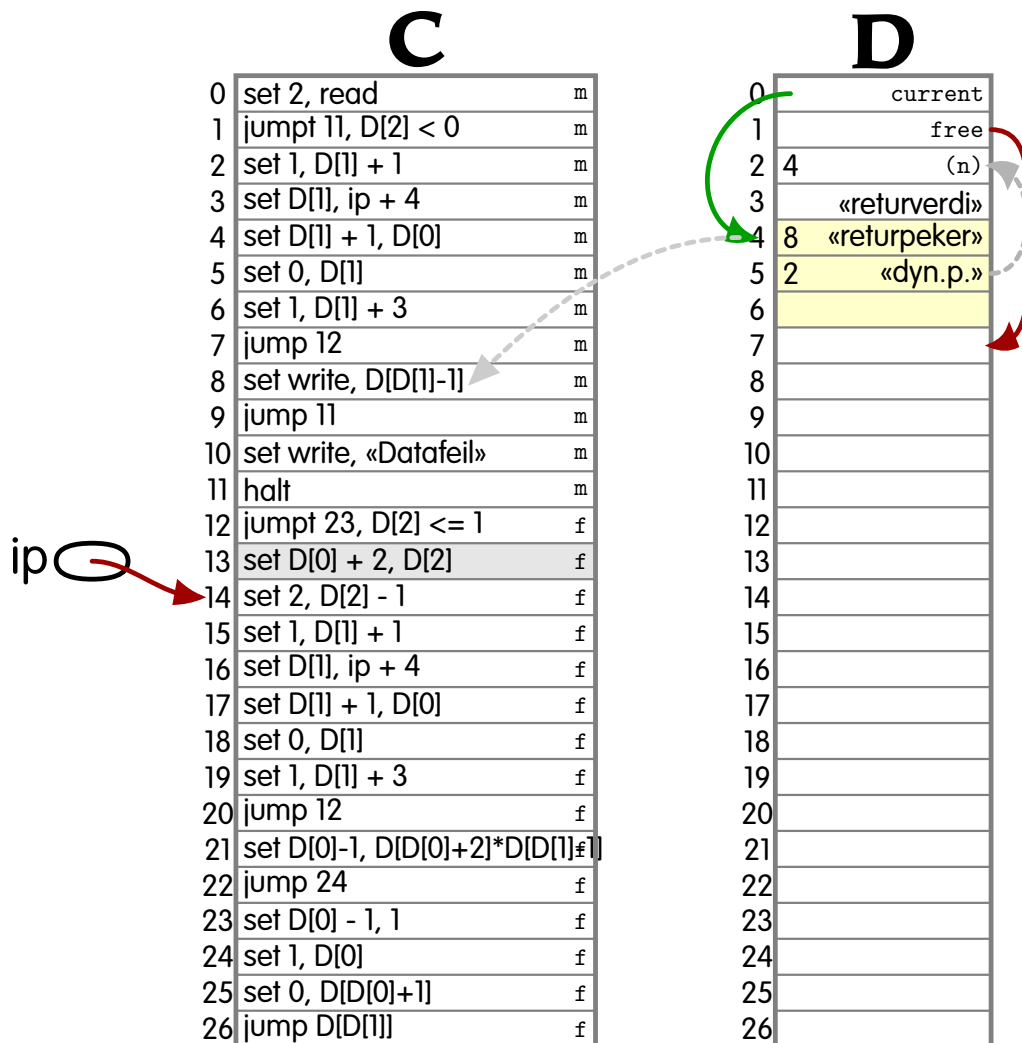 C D
0 set 2, read m 0 current
1 jumpt 11, D[2] < 0 m 1 free
2 set 1, D[1] + 1 m 2 4 (n)
3 set D[1], ip + 4 m 3 «returverdi»
4 set D[1] + 1, D[0] m 4 8 «returpeker»
5 set 0, D[1] m 5 2 «dyn.p.»
6 set 1, D[1] + 3 m 6
7 jump 12 m 7
8 set write, D[D[1]-1] m 8
9 jump 11 m 9
10 set write, «Datafeil» m 10
11 halt m 11
12 jumpt 23, D[2] <= 1 f 12
ip 13 set D[0] + 2, D[2] f 13
14 set 2, D[2] - 1 f 14
15 set 1, D[1] + 1 f 15
16 set D[1], ip + 4 f 16
17 set D[1] + 1, D[0] f 17
18 set 0, D[1] f 18
19 set 1, D[1] + 3 f 19
20 jump 12 f 20
21 set D[0]-1, D[D[0]+2]*D[D[1]+1] f 21
22 jump 24 f 22
23 set D[0] - 1, 1 f 23
24 set 1, D[0] f 24
25 set 0, D[D[0]+1] f 25
26 jump D[D[1]] f 26